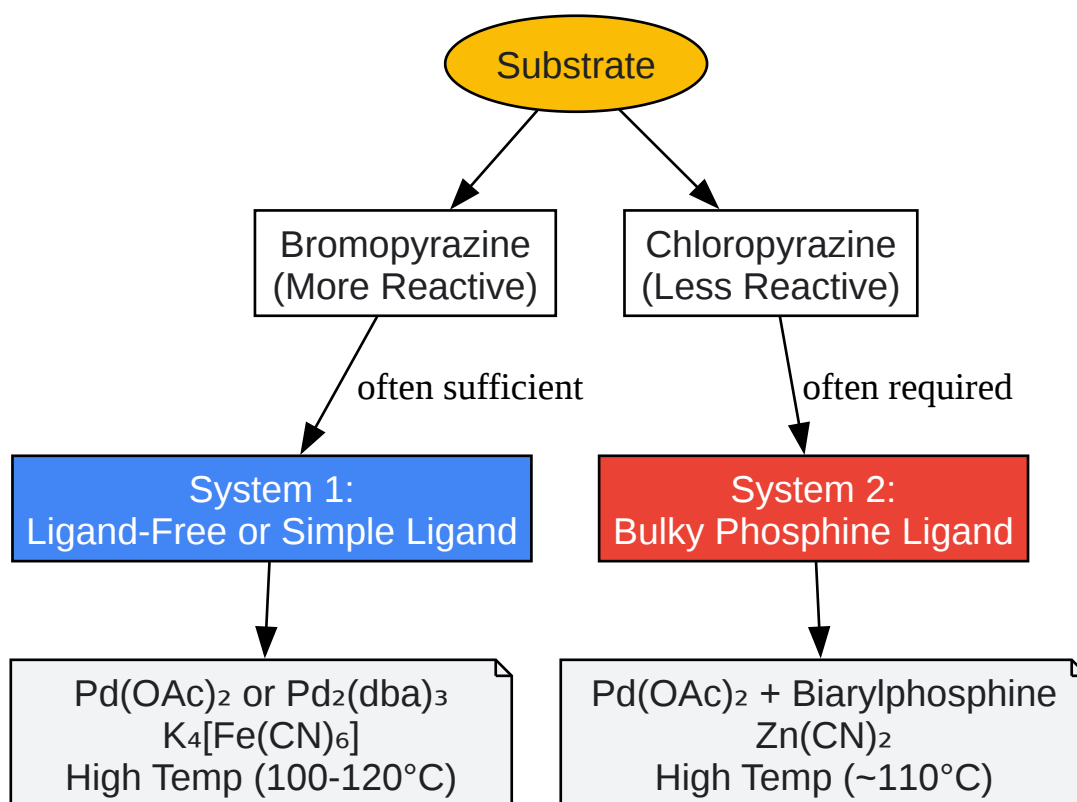 Substrate
Bromopyrazine
(More Reactive)
Chloropyrazine
(Less Reactive)
often sufficient
often required
System 1:
Ligand-Free or Simple Ligand
System 2:
Bulky Phosphine Ligand
Pd(OAc)₂ or Pd₂(dba)₃
K₄[Fe(CN)₆]
High Temp (100-120°C)
Pd(OAc)₂ + Biarylphosphine
Zn(CN)₂
High Temp (~110°C)